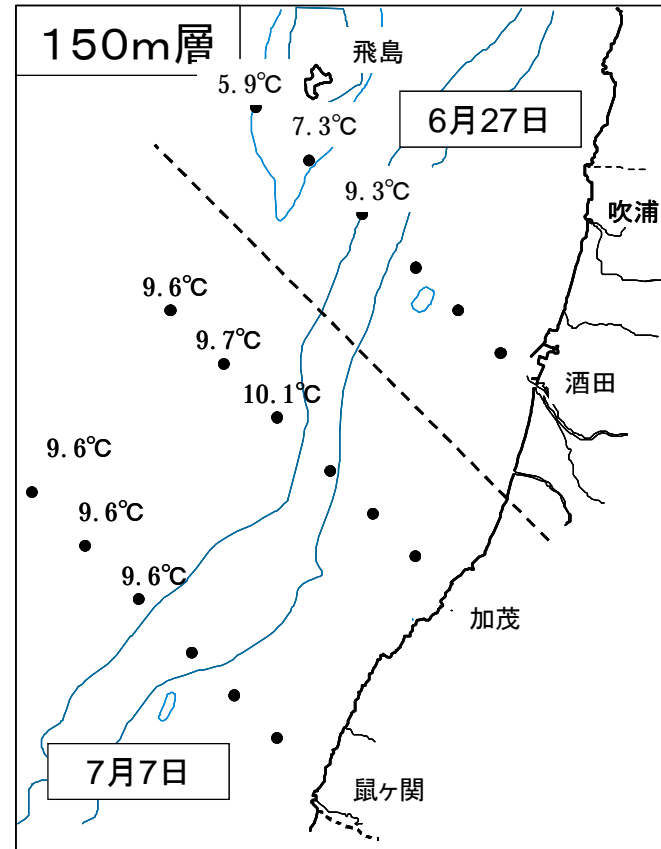 150m層
飛島
5.9℃
6月27日
7.3℃
9.3℃
吹浦
9.6℃
9.7℃
酒田
10.1℃
9.6℃
9.6℃
9.6℃
加茂
7月7日
鼠ヶ関